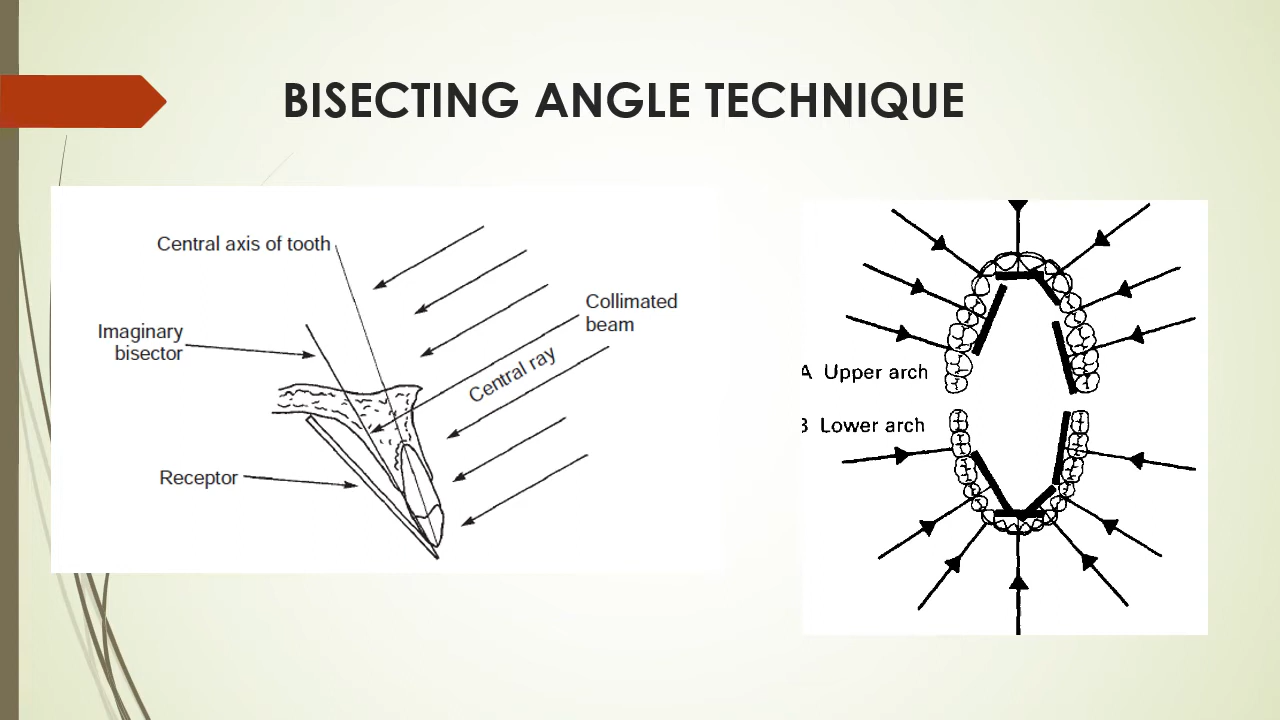 BISECTING ANGLE TECHNIQUE
Central axis of tooth
Collimated
beam
Imaginary
bisector
Central ray
Receptor
A Upper arch
B Lower arch